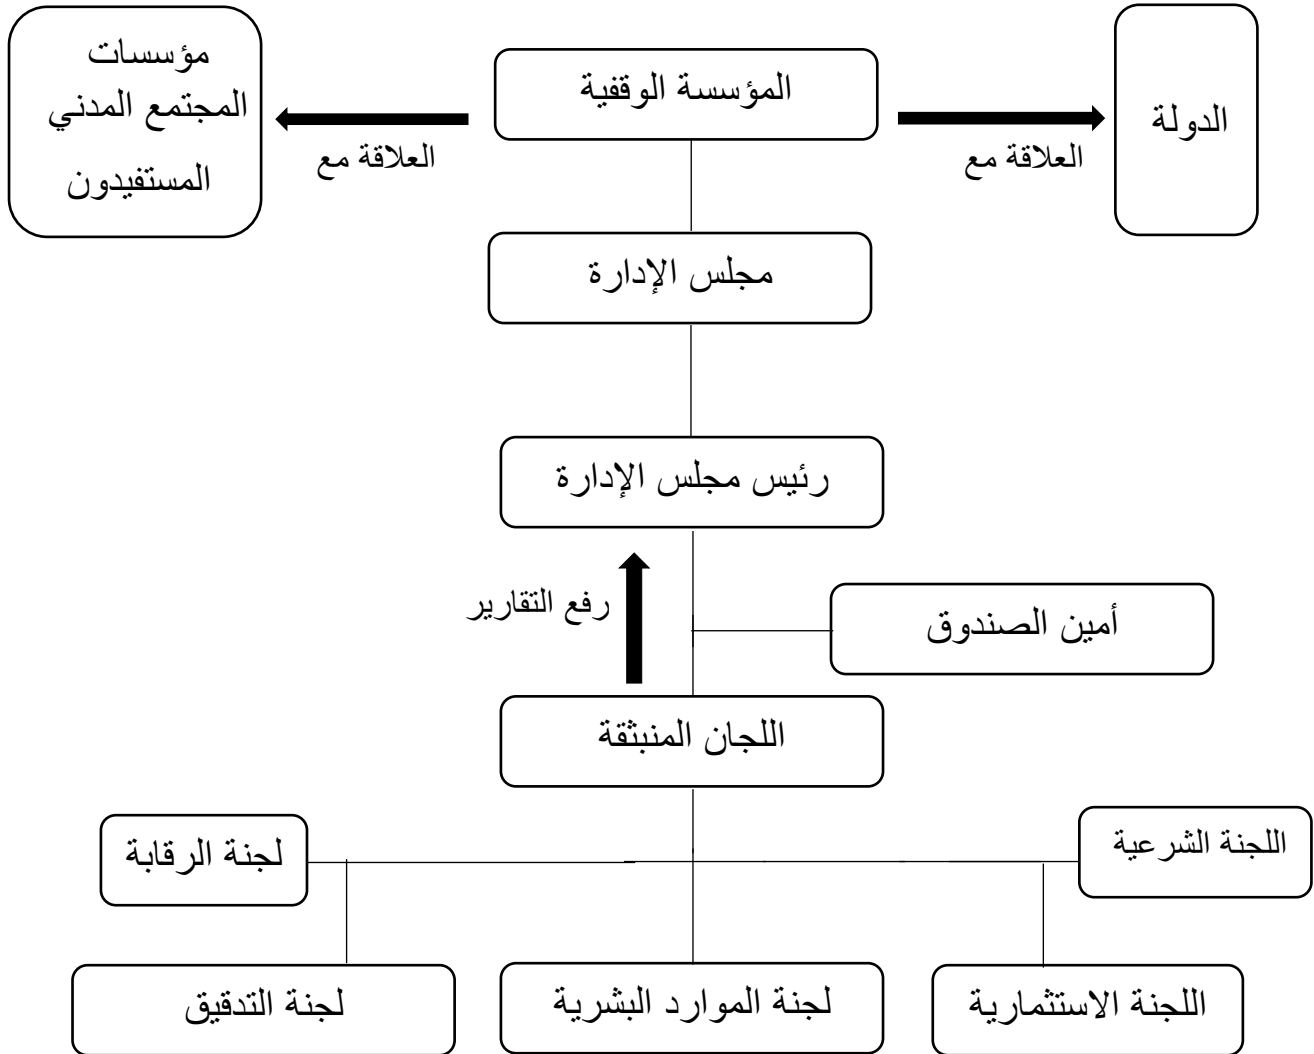 المؤسسة الوقفية
الدولة
العلاقة مع
مؤسسات
المجتمع المدني
المستفيدون
العلاقة مع
مجلس الإدارة
رئيس مجلس الإدارة
رفع التقارير
أمين الصندوق
اللجان المنبثقة
اللجنة الشرعية
لجنة الرقابة
اللجنة الاستثمارية
لجنة الموارد البشرية
لجنة التدقيق